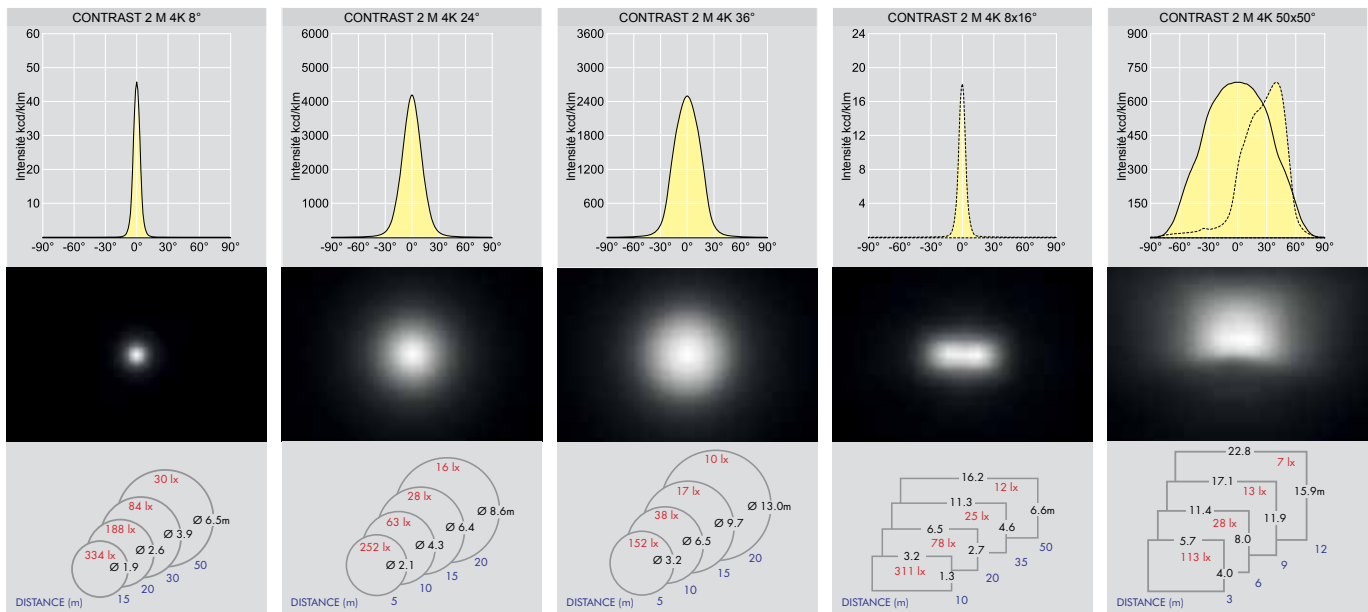 CONTRAST 2 M 4K 8°
60
50
40
30
20
10
Intensité kcd/klm
-90° -60° -30° 0° 30° 60° 90°
30 lx
84 lx
188 lx
334 lx
Ø 6.5m
Ø 3.9
Ø 2.6
Ø 1.9
50
30
20
15
DISTANCE (m)
CONTRAST 2 M 4K 24°
6000
5000
4000
3000
2000
1000
Intensité kcd/klm
-90° -60° -30° 0° 30° 60° 90°
16 lx
28 lx
63 lx
252 lx
Ø 8.6m
Ø 6.4
Ø 4.3
Ø 2.1
20
15
10
5
DISTANCE (m)
CONTRAST 2 M 4K 36°
3600
3000
2400
1800
1200
600
Intensité kcd/klm
-90° -60° -30° 0° 30° 60° 90°
10 lx
17 lx
38 lx
152 lx
Ø 13.0m
Ø 9.7
Ø 6.5
Ø 3.2
20
15
10
5
DISTANCE (m)
CONTRAST 2 M 4K 8x16°
24
20
16
12
8
4
Intensité kcd/klm
-90° -60° -30° 0° 30° 60° 90°
16.2
12 lx
6.6m
11.3
25 lx
4.6
6.5
78 lx
2.7
3.2
311 lx
1.3
50
35
20
10
DISTANCE (m)
CONTRAST 2 M 4K 50x50°
900
750
600
450
300
150
Intensité kcd/klm
-90° -60° -30° 0° 30° 60° 90°
22.8
7 lx
15.9m
17.1
13 lx
11.9
11.4
28 lx
8.0
5.7
113 lx
4.0
12
9
6
3
DISTANCE (m)